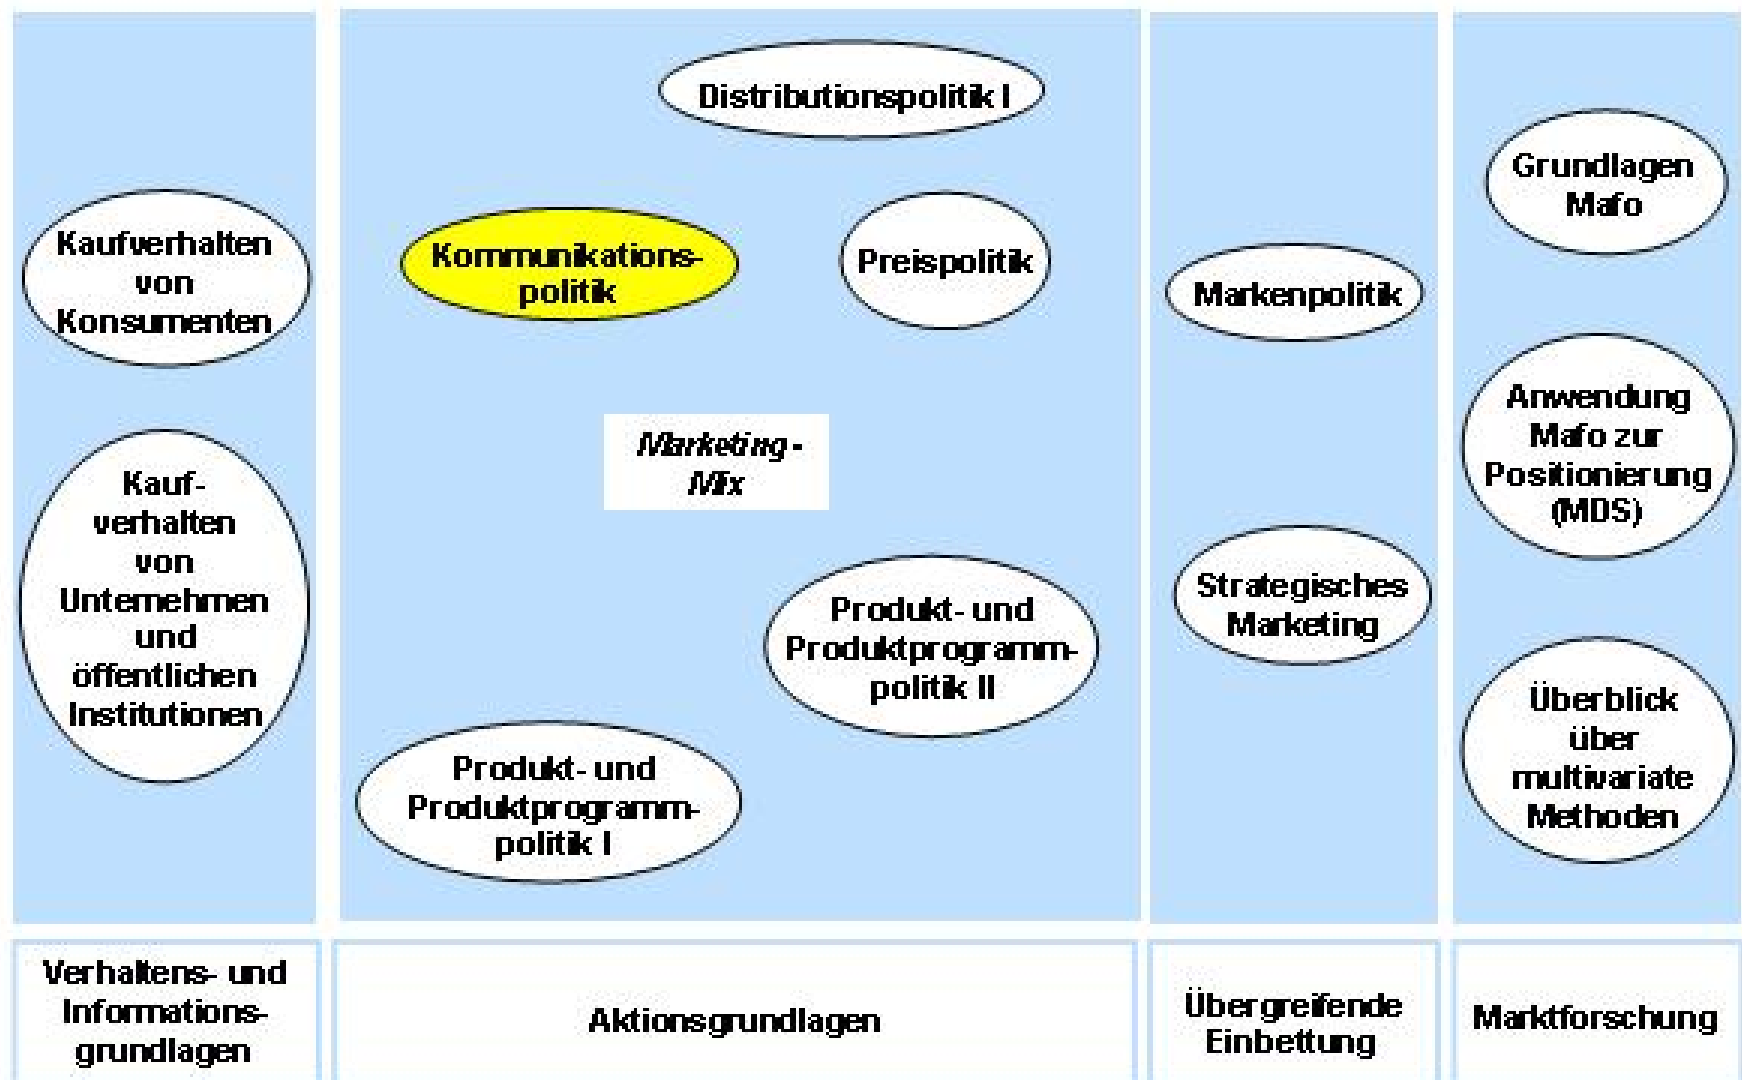 Distributionspolitik I
Kaufverhalten
von
Konsumenten
Kommunikations-
politik
Preispolitik
Markenpolitik
Grundlagen
Mafo
Marketing-
Mix
Kauf-
verhalten
von
Unternehmen
und
öffentlichen
Institutionen
Anwendung
Mafo zur
Positionierung
(MDS)
Produkt- und
Produktprogramm-
politik II
Strategisches
Marketing
Produkt- und
Produktprogramm-
politik I
Überblick
über
multivariate
Methoden
Verhaltens- und
Informations-
grundlagen
Aktionsgrundlagen
Übergreifende
Einbettung
Marktforschung